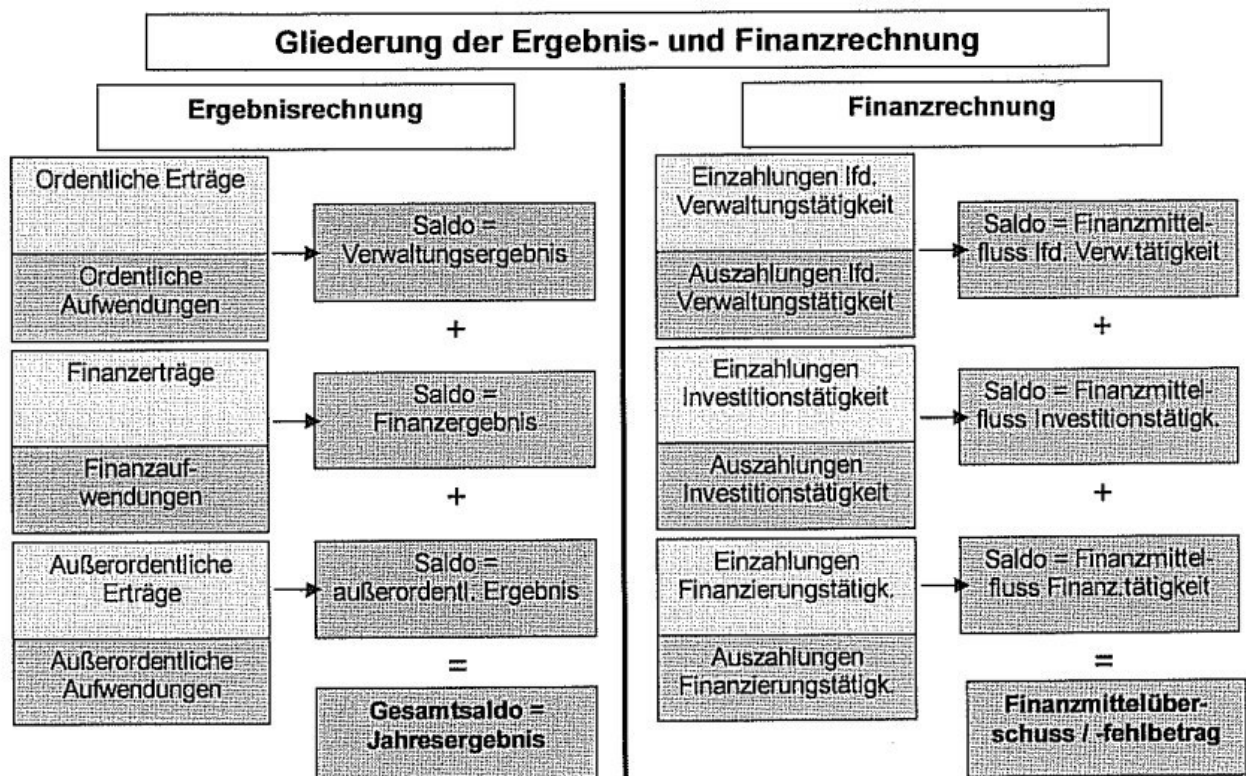 Gliederung der Ergebnis- und Finanzrechnung
Ergebnisrechnung
Ordentliche Erträge
Ordentliche
Aufwendungen
Saldo =
Verwaltungsergebnis
+
Finanzerträge
Finanzauf-
wendungen
Saldo =
Finanzergebnis
+
Außerordentliche
Erträge
Außerordentliche
Aufwendungen
Saldo =
außerordentl. Ergebnis
=
Gesamtsaldo =
Jahresergebnis
Finanzrechnung
Einzahlungen lfd.
Verwaltungstätigkeit
Auszahlungen lfd.
Verwaltungstätigkeit
Saldo = Finanzmittel-
fluss lfd. Verw.tätigkeit
+
Einzahlungen
Investitionstätigkeit
Auszahlungen
Investitionstätigkeit
Saldo = Finanzmittel-
fluss Investitionstätigk.
+
Einzahlungen
Finanzierungstätigk.
Auszahlungen
Finanzierungstätigk.
Saldo = Finanzmittel-
fluss Finanz.tätigkeit
=
Finanzmittelüber-
schuss / -fehlbetrag